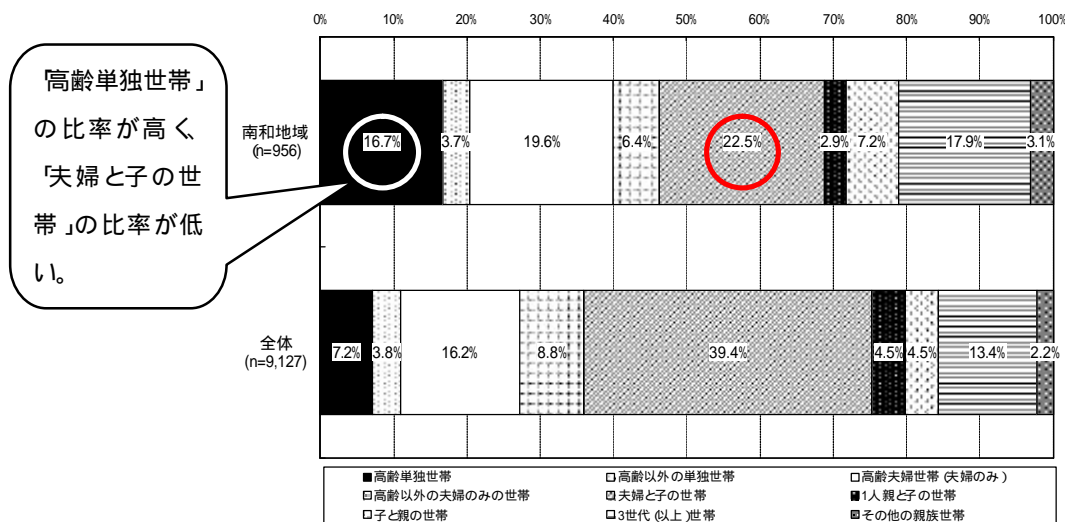 0% 10% 20% 30% 40% 50% 60% 70% 80% 90% 100%
「高齢単独世帯」
の比率が高く、
「夫婦と子の世
帯」の比率が低
い。
南和地域
(n=956)
16.7% 3.7% 19.6% 6.4% 22.5% 2.9% 7.2% 17.9% 3.1%
全体
(n=9,127)
7.2% 3.8% 16.2% 8.8% 39.4% 4.5% 4.5% 13.4% 2.2%
高齢単独世帯 高齢以外の単独世帯 高齢夫婦世帯(夫婦のみ)
高齢以外の夫婦のみの世帯 夫婦と子の世帯 1人親と子の世帯
子と親の世帯 3世代(以上)世帯 その他の親族世帯